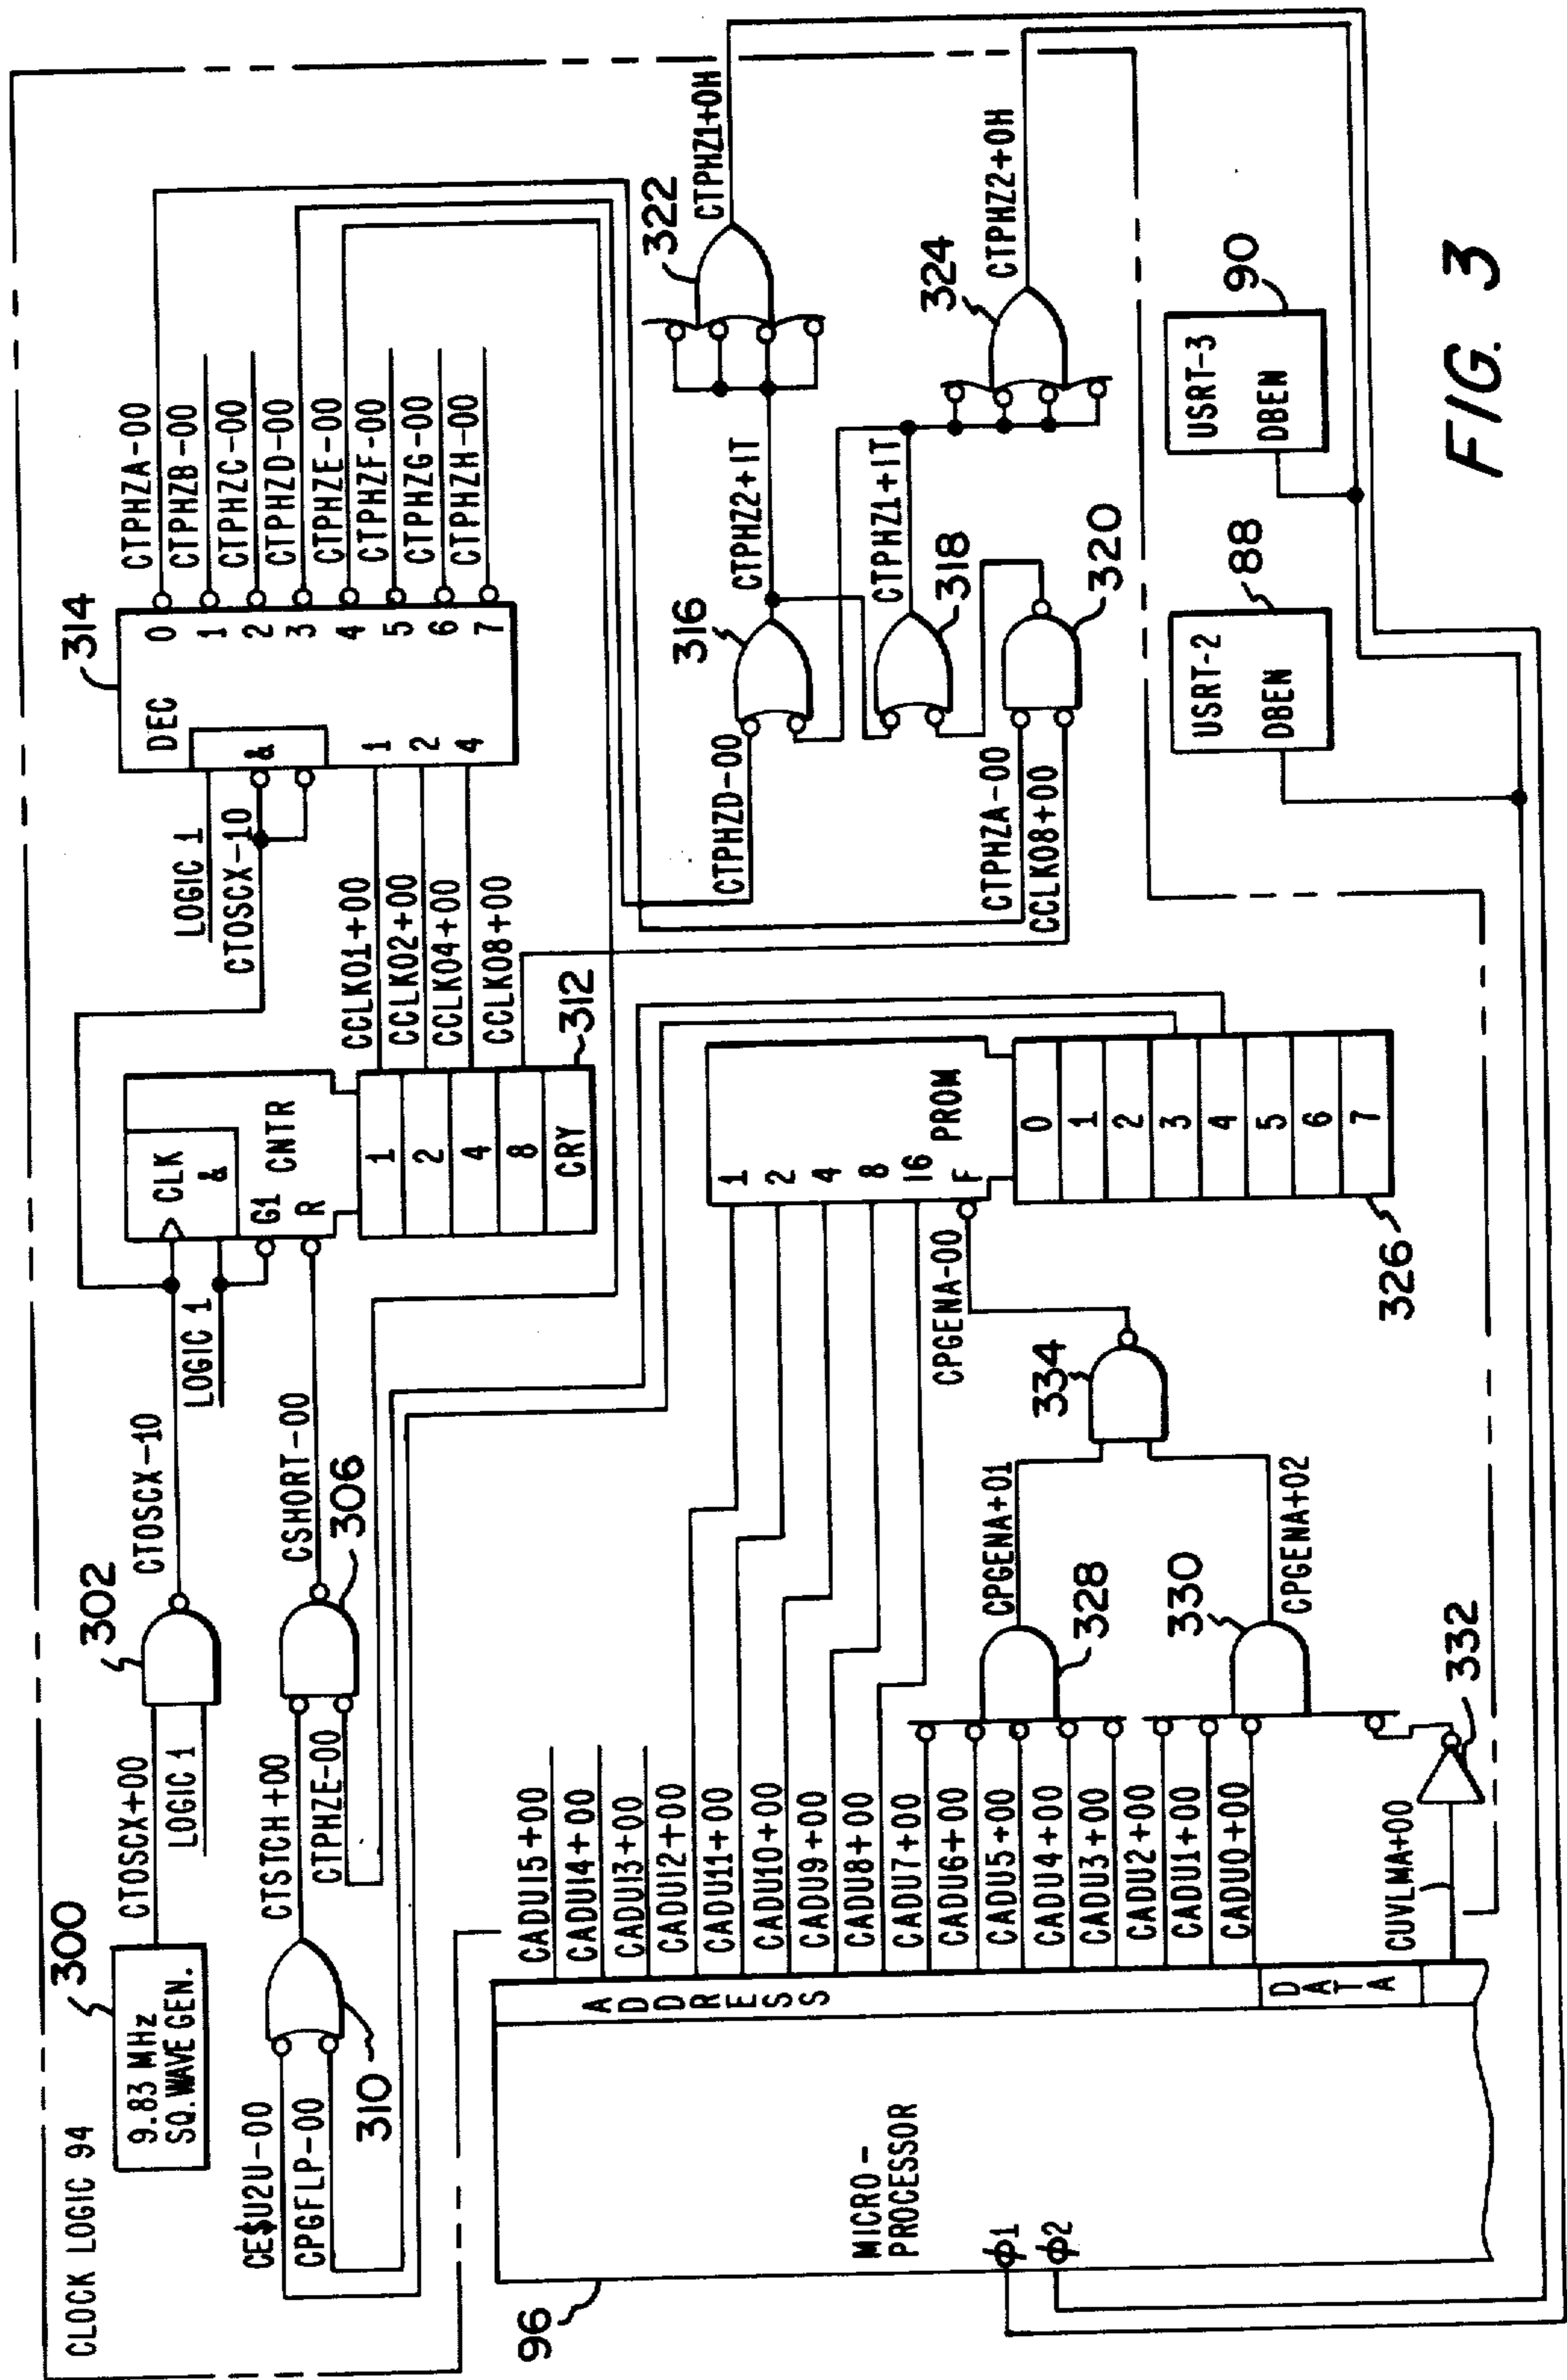 CLOCK LOGIC 94
300
9.83 MHz
SQ. WAVE GEN.
CTOSCX+00
LOGIC 1
302
CTOSCX-10
LOGIC 1
CLK
&
G1
CNTR
R
1
2
4
8
CRY
312
CESU2U-00
CPGFLP-00
310
CTSTCH+00
CTPHZE-00
306
CSHORT-00
LOGIC 1
CTOSCX-10
CCLK01+00
CCLK02+00
CCLK04+00
CCLK08+00
314
DEC
&
1
2
4
0
1
2
3
4
5
6
7
CTPHZA-00
CTPHZB-00
CTPHZC-00
CTPHZD-00
CTPHZE-00
CTPHZF-00
CTPHZG-00
CTPHZH-00
CTPHZD-00
316
CTPHZ2+1T
CTPHZ1+1T
318
CTPHZA-00
CCLK08+00
320
322
CTPHZ1+0H
324
CTPHZ2+0H
96
MICRO-
PROCESSOR
ϕ1
ϕ2
ADDRESS
DATA
CADU15+00
CADU14+00
CADU13+00
CADU12+00
CADU11+00
CADU10+00
CADU9+00
CADU8+00
CADU7+00
CADU6+00
CADU5+00
CADU4+00
CADU3+00
CADU2+00
CADU1+00
CADU0+00
CUVLMA+00
332
328
330
CPGENA+01
CPGENA+02
334
CPGENA-00
1
2
4
8
16
F
PROM
0
1
2
3
4
5
6
7
326
USRT-2
DBEN
88
USRT-3
DBEN
90
FIG. 3